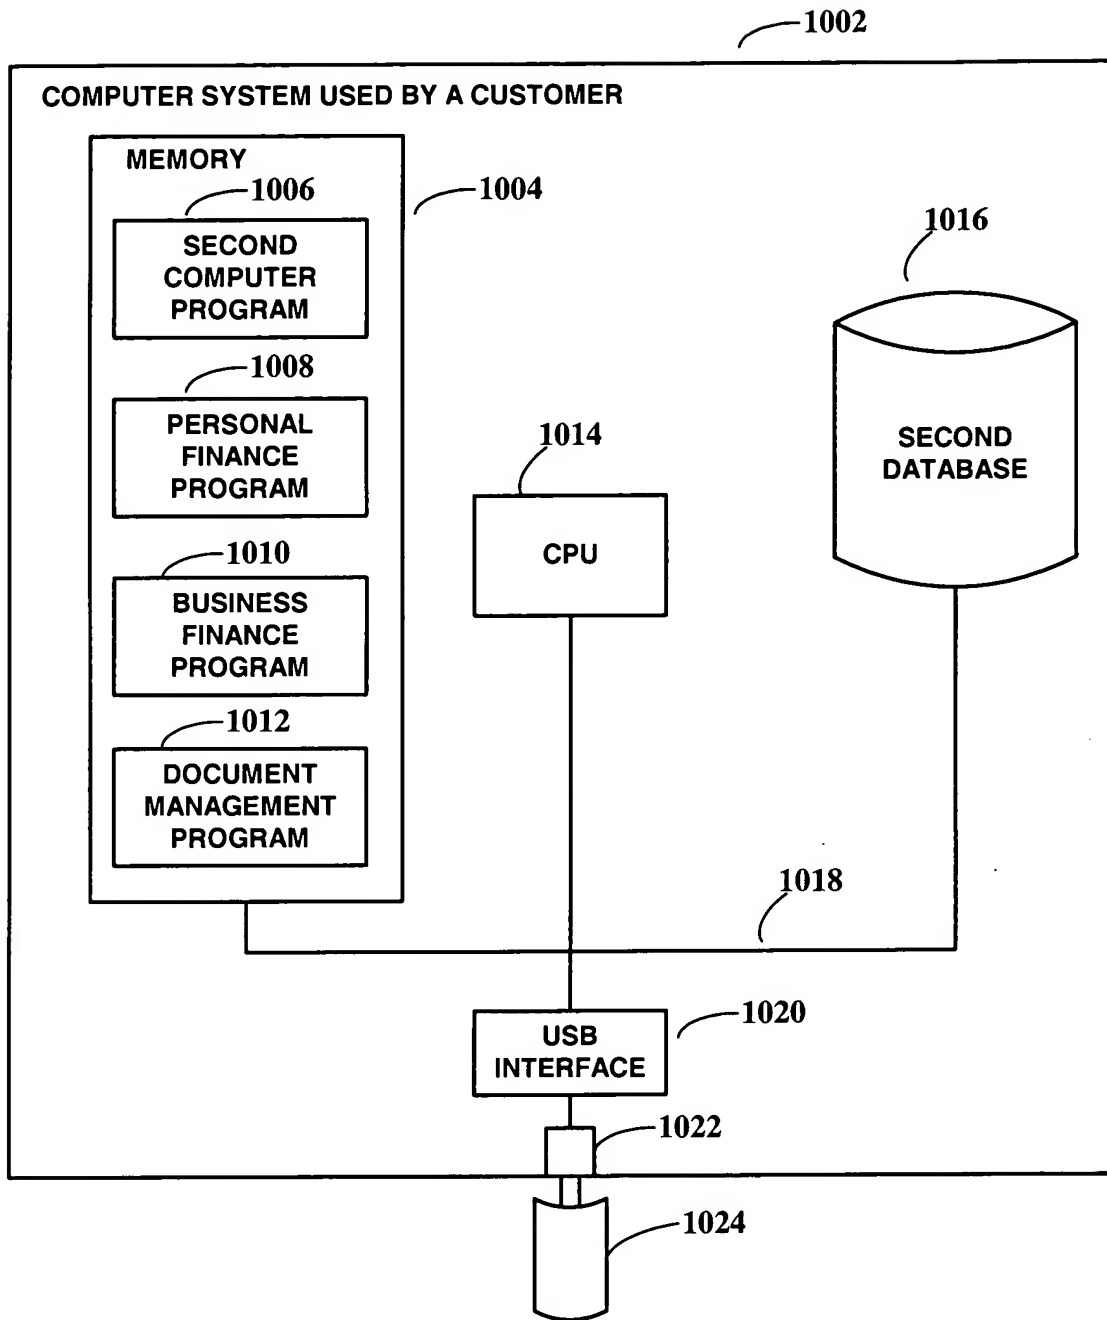 1002
COMPUTER SYSTEM USED BY A CUSTOMER
MEMORY
1004
1006
SECOND
COMPUTER
PROGRAM
1008
PERSONAL
FINANCE
PROGRAM
1010
BUSINESS
FINANCE
PROGRAM
1012
DOCUMENT
MANAGEMENT
PROGRAM
1014
CPU
1016
SECOND
DATABASE
1018
1020
USB
INTERFACE
1022
1024